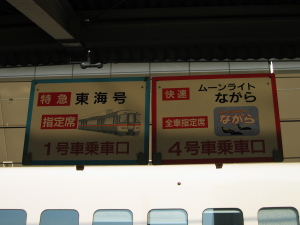 特急 東海号
指定席
1号車乗車口
快速 ムーンライト
ながら
全車指定席 ながら
4号車乗車口